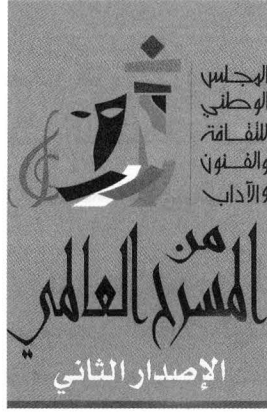 المجلس
الوطني
للثقافة
والفنون
والآداب
من
المسرح العالمي
الإصدار الثاني